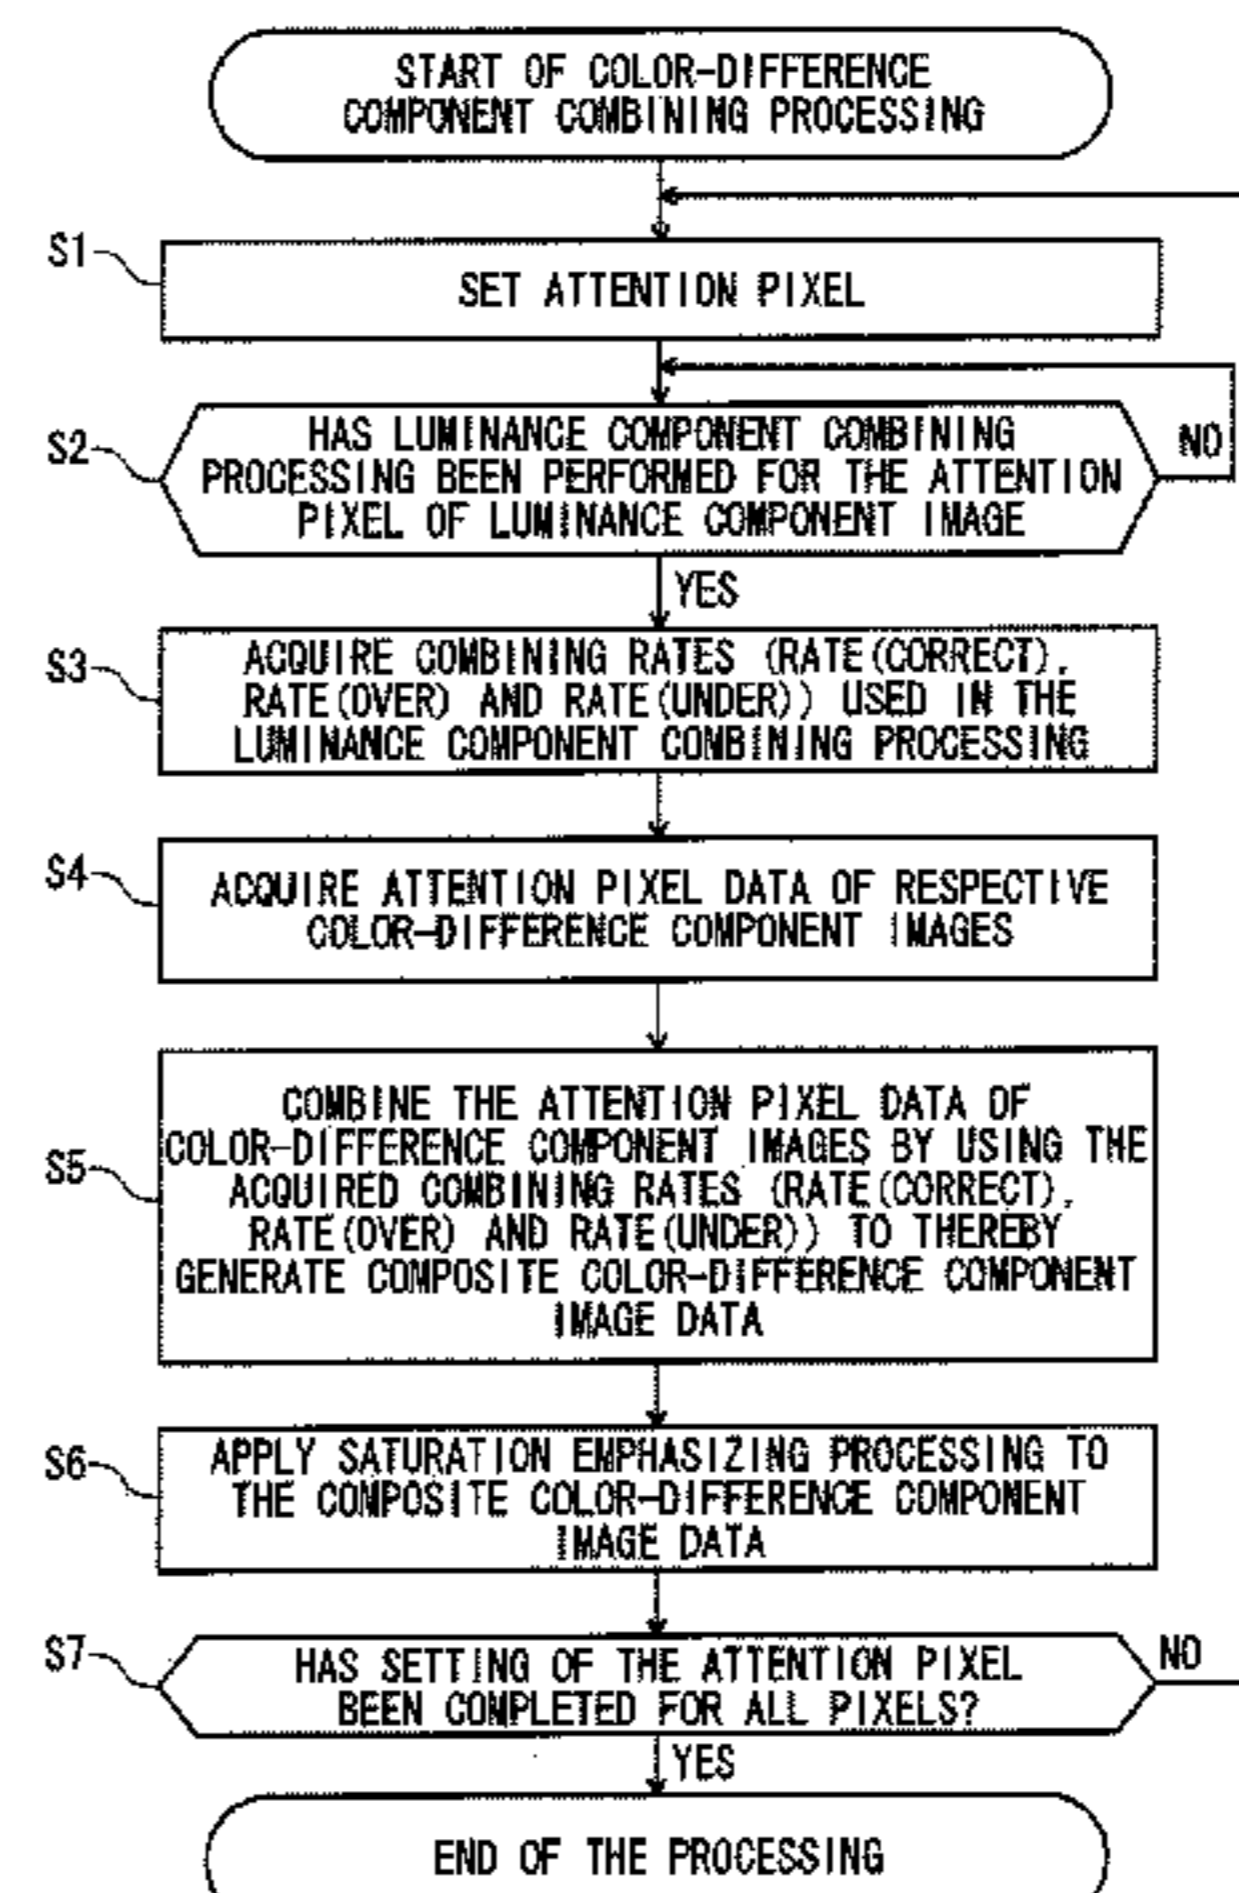 START OF COLOR-DIFFERENCE
COMPONENT COMBINING PROCESSING
S1
SET ATTENTION PIXEL
S2
HAS LUMINANCE COMPONENT COMBINING
PROCESSING BEEN PERFORMED FOR THE ATTENTION
PIXEL OF LUMINANCE COMPONENT IMAGE
NO
YES
S3
ACQUIRE COMBINING RATES (RATE(CORRECT),
RATE(OVER) AND RATE(UNDER)) USED IN THE
LUMINANCE COMPONENT COMBINING PROCESSING
S4
ACQUIRE ATTENTION PIXEL DATA OF RESPECTIVE
COLOR-DIFFERENCE COMPONENT IMAGES
S5
COMBINE THE ATTENTION PIXEL DATA OF
COLOR-DIFFERENCE COMPONENT IMAGES BY USING THE
ACQUIRED COMBINING RATES (RATE(CORRECT),
RATE(OVER) AND RATE(UNDER)) TO THEREBY
GENERATE COMPOSITE COLOR-DIFFERENCE COMPONENT
IMAGE DATA
S6
APPLY SATURATION EMPHASIZING PROCESSING TO
THE COMPOSITE COLOR-DIFFERENCE COMPONENT
IMAGE DATA
S7
HAS SETTING OF THE ATTENTION PIXEL
BEEN COMPLETED FOR ALL PIXELS?
NO
YES
END OF THE PROCESSING